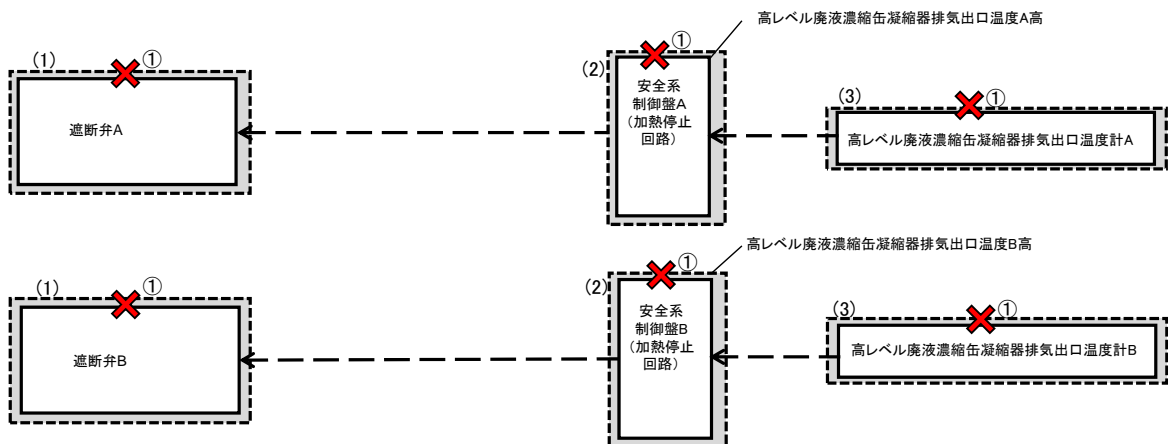 高レベル廃液濃縮缶凝縮器排気出口温度A高
(1)
①
遮断弁A
(2)
①
安全系
制御盤A
(加熱停止
回路)
(3)
①
高レベル廃液濃縮缶凝縮器排気出口温度計A
高レベル廃液濃縮缶凝縮器排気出口温度B高
(1)
①
遮断弁B
(2)
①
安全系
制御盤B
(加熱停止
回路)
(3)
①
高レベル廃液濃縮缶凝縮器排気出口温度計B